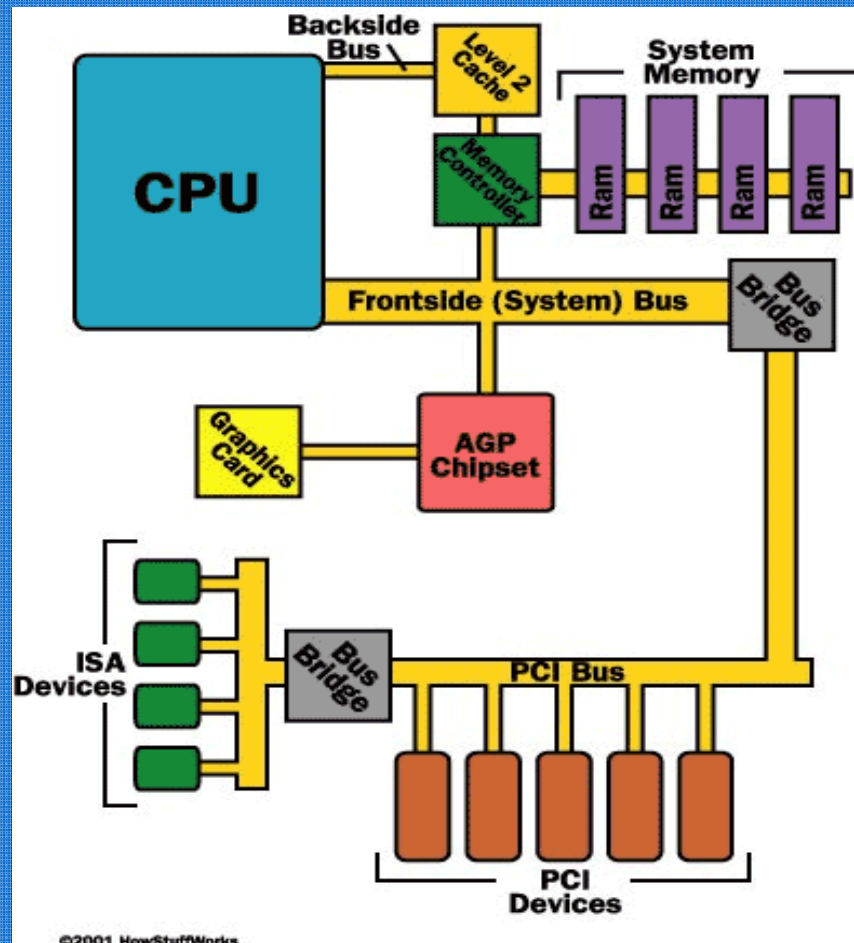 Backside
Bus
Level 2
Cache
System
Memory
CPU
Memory
Controller
Ram
Ram
Ram
Ram
Frontside (System) Bus
Bus
Bridge
Graphics
Card
AGP
Chipset
ISA
Devices
Bus
Bridge
PCI Bus
PCI
Devices
©2001 HowStuffWorks